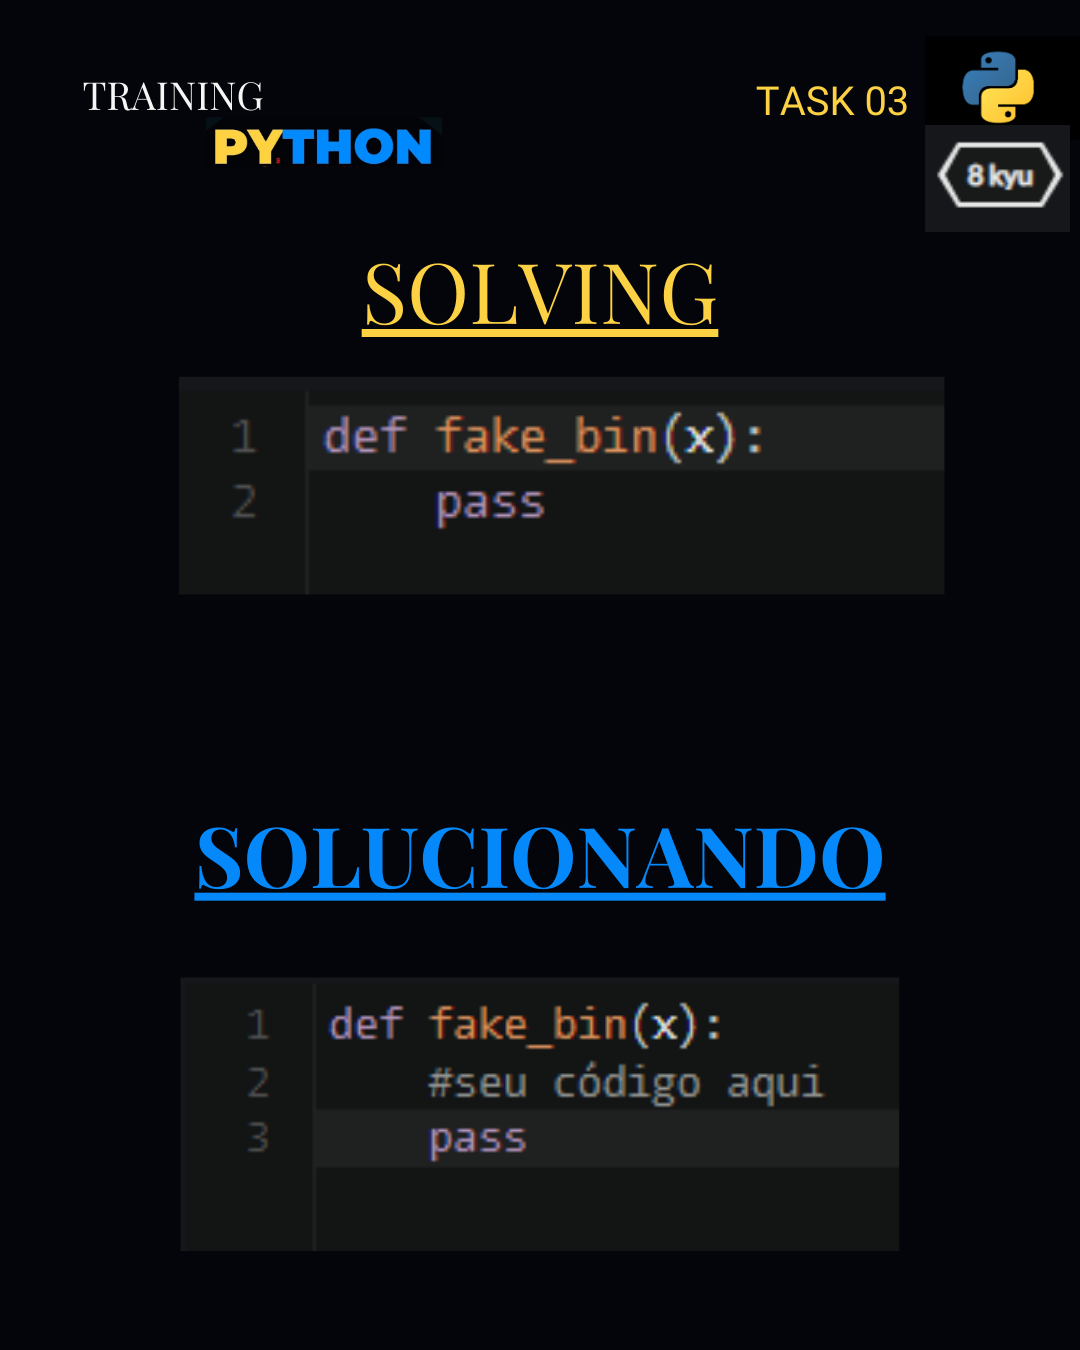 TRAINING
PYTHON
TASK 03
8 kyu
SOLVING
1 def fake_bin(x):
2     pass
SOLUCIONANDO
1 def fake_bin(x):
2     #seu código aqui
3     pass